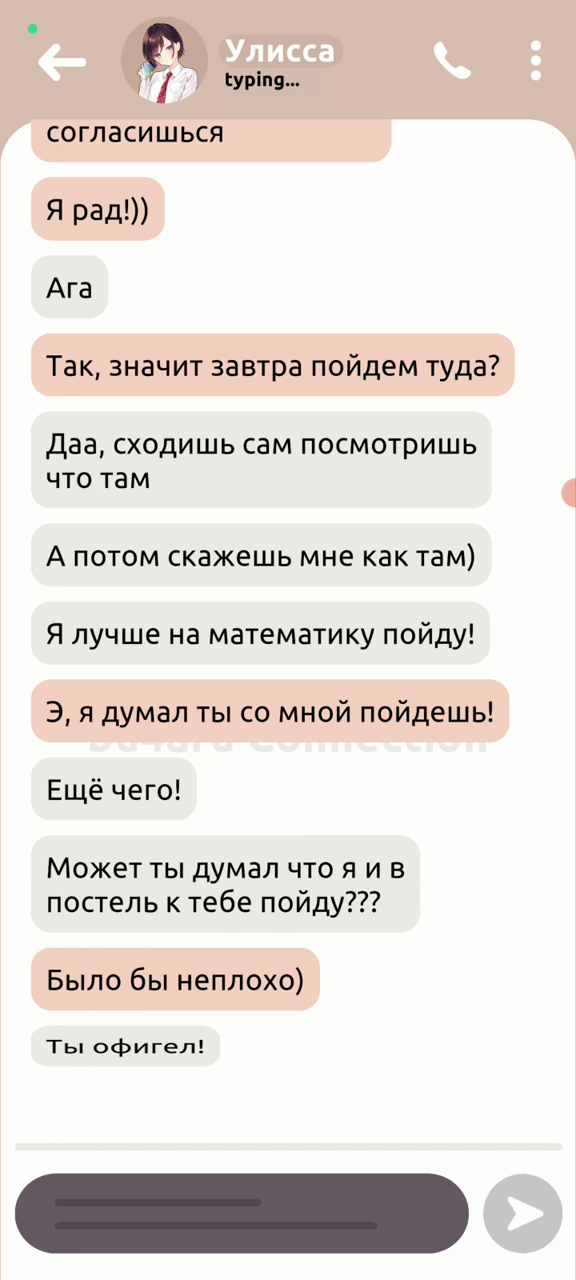 Улисса
typing...
согласишься
Я рад!))
Ага
Так, значит завтра пойдем туда?
Даа, сходишь сам посмотришь
что там
А потом скажешь мне как там)
Я лучше на математику пойду!
Э, я думал ты со мной пойдешь!
Ещё чего!
Может ты думал что я и в
постель к тебе пойду???
Было бы неплохо)
Ты офигел!